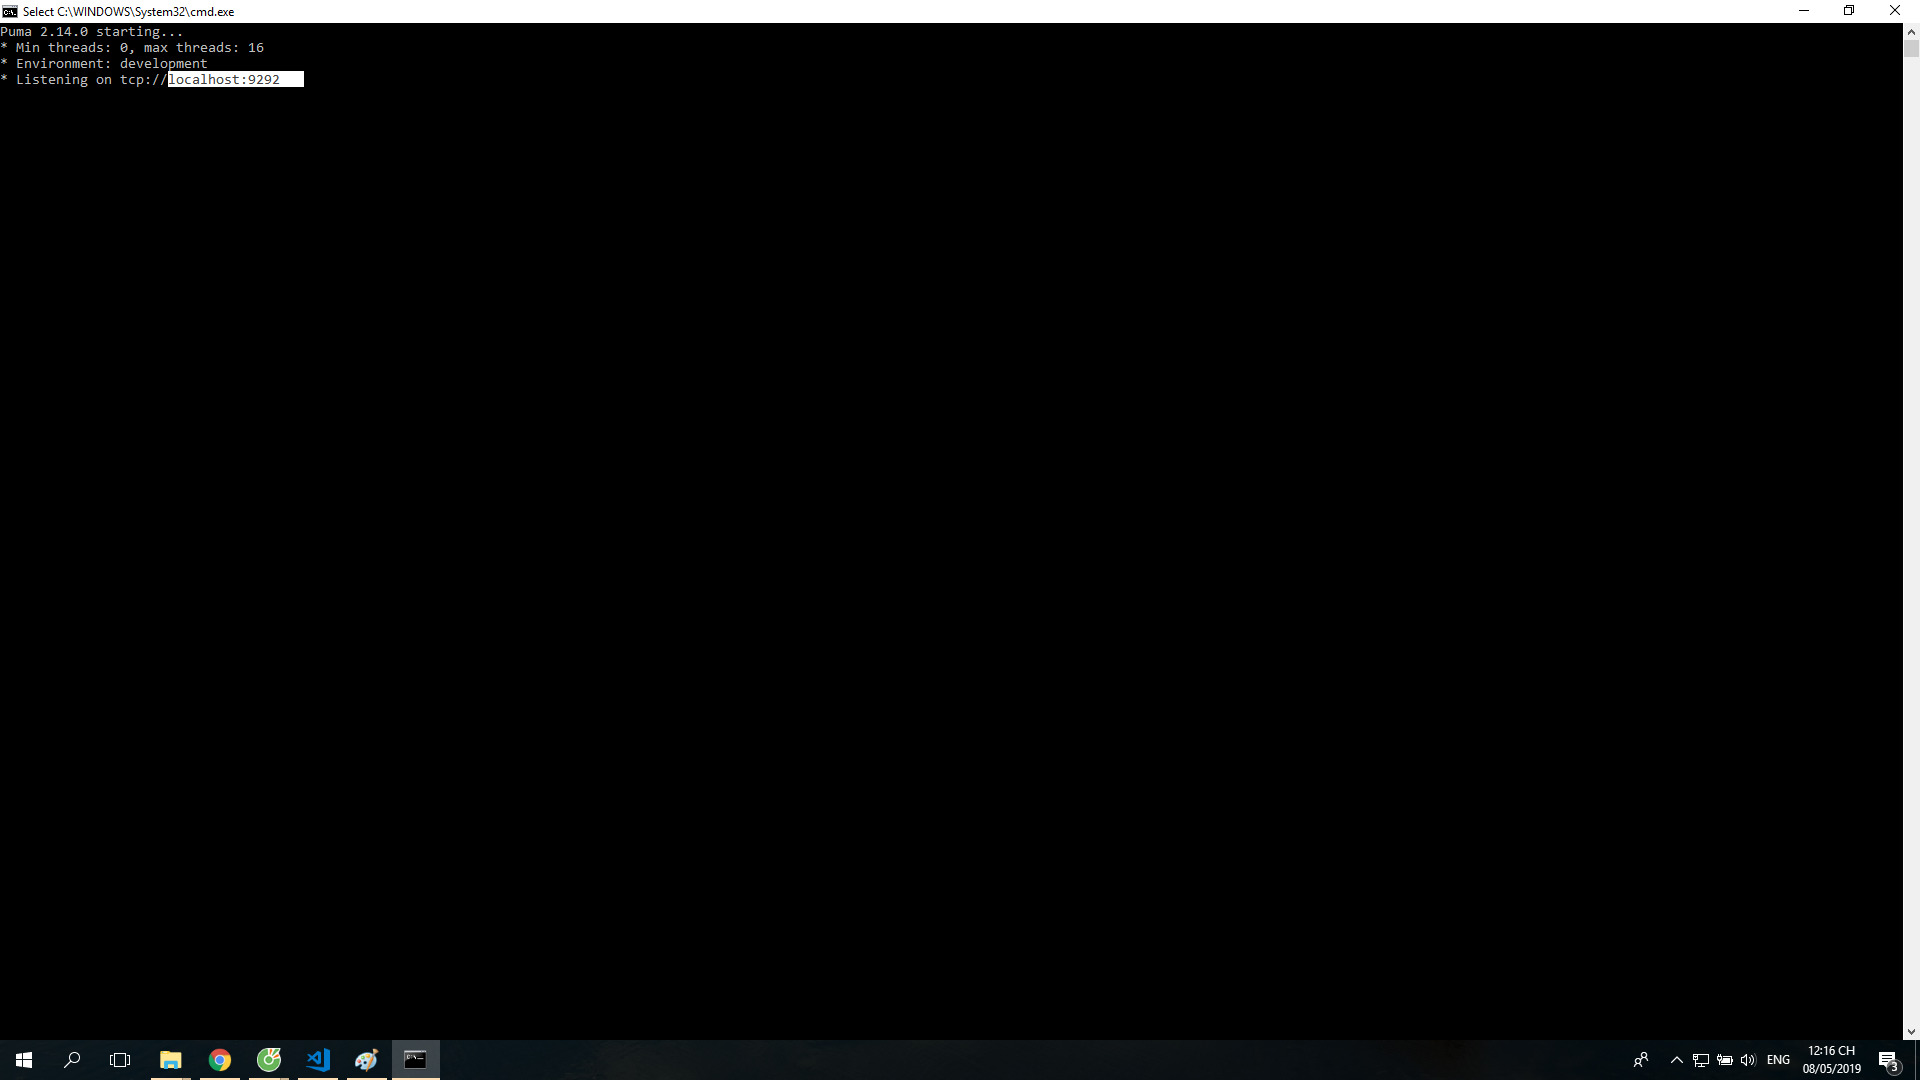 Select C:\WINDOWS\System32\cmd.exe
Puma 2.14.0 starting...
* Min threads: 0, max threads: 16
* Environment: development
* Listening on tcp://localhost:9292
ENG
12:16 CH
08/05/2019
3